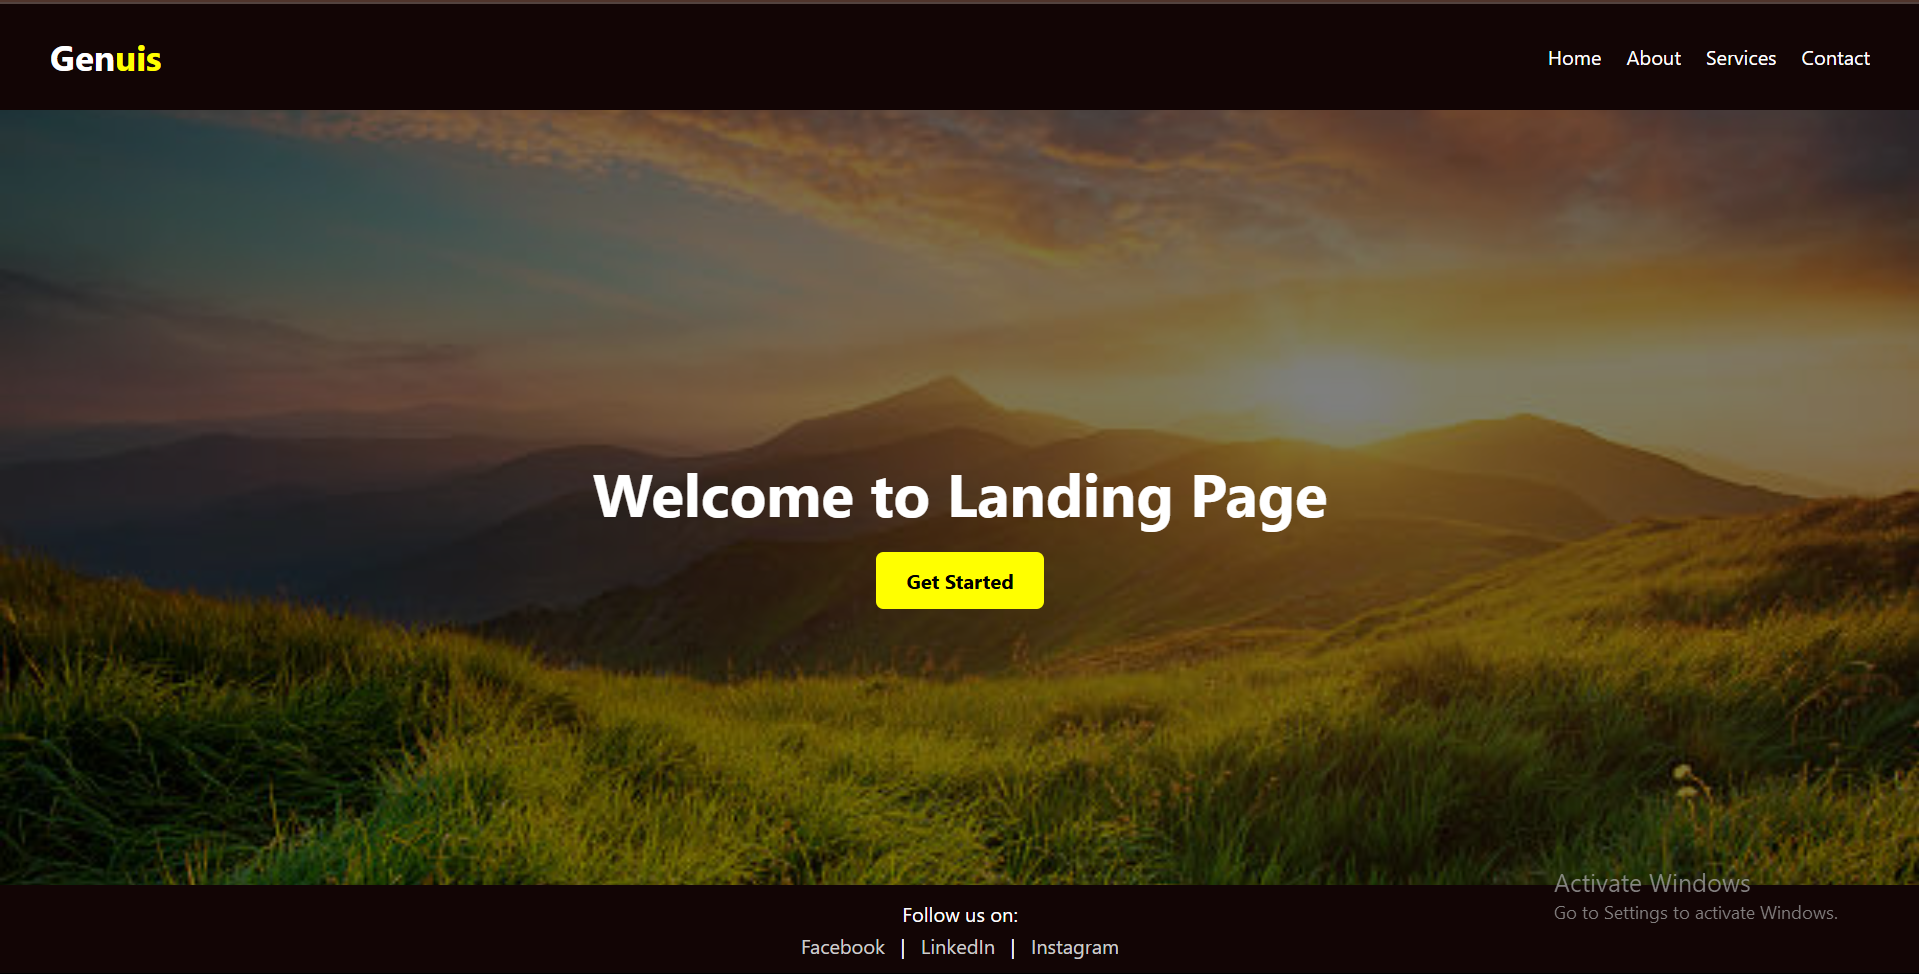 Genuis
Home About Services Contact
Welcome to Landing Page
Get Started
Activate Windows
Go to Settings to activate Windows.
Follow us on:
Facebook | LinkedIn | Instagram